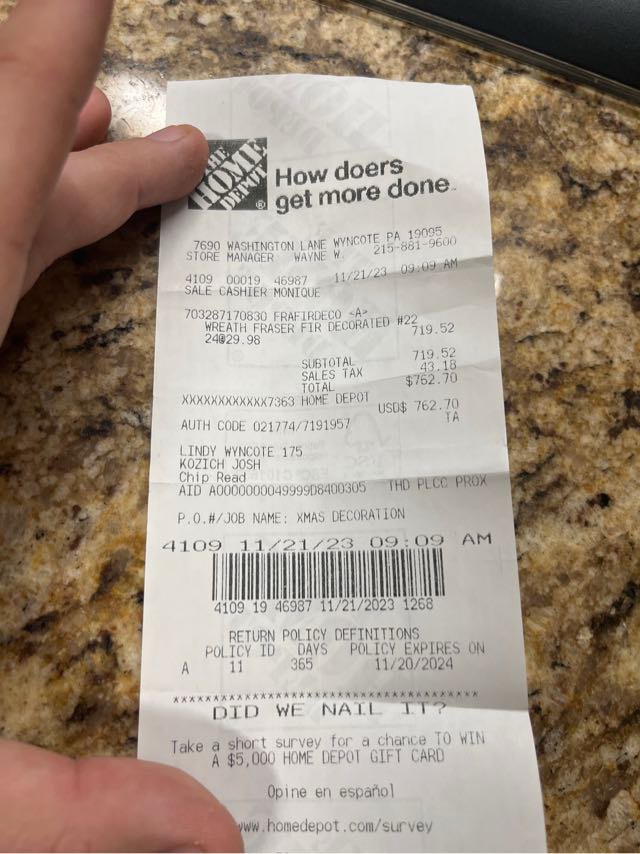 THE
HOME
DEPOT
®
How doers
get more done™
7690 WASHINGTON LANE WYNCOTE PA 19095
STORE MANAGER WAYNE W. 215-881-9600
4109 00019 46987 11/21/23 09:09 AM
SALE CASHIER MONIQUE
703287170830 FRAFIRDECO <A>
WREATH FRASER FIR DECORATED #22
24@29.98 719.52
SUBTOTAL 719.52
SALES TAX 43.18
TOTAL $762.70
XXXXXXXXXXXX7363 HOME DEPOT
USD$ 762.70
AUTH CODE 021774/7191957 TA
LINDY WYNCOTE 175
KOZICH JOSH
Chip Read
AID A0000000049999D8400305 THD PLCC PROX
P.O.#/JOB NAME: XMAS DECORATION
4109 11/21/23 09:09 AM
4109 19 46987 11/21/2023 1268
RETURN POLICY DEFINITIONS
POLICY ID DAYS POLICY EXPIRES ON
A 11 365 11/20/2024
****************************************
DID WE NAIL IT?
Take a short survey for a chance TO WIN
A $5,000 HOME DEPOT GIFT CARD
Opine en español
www.homedepot.com/survey